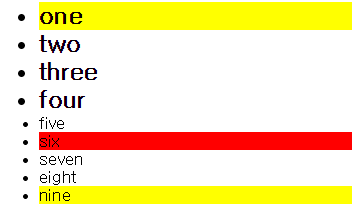 one
two
three
four
five
six
seven
eight
nine